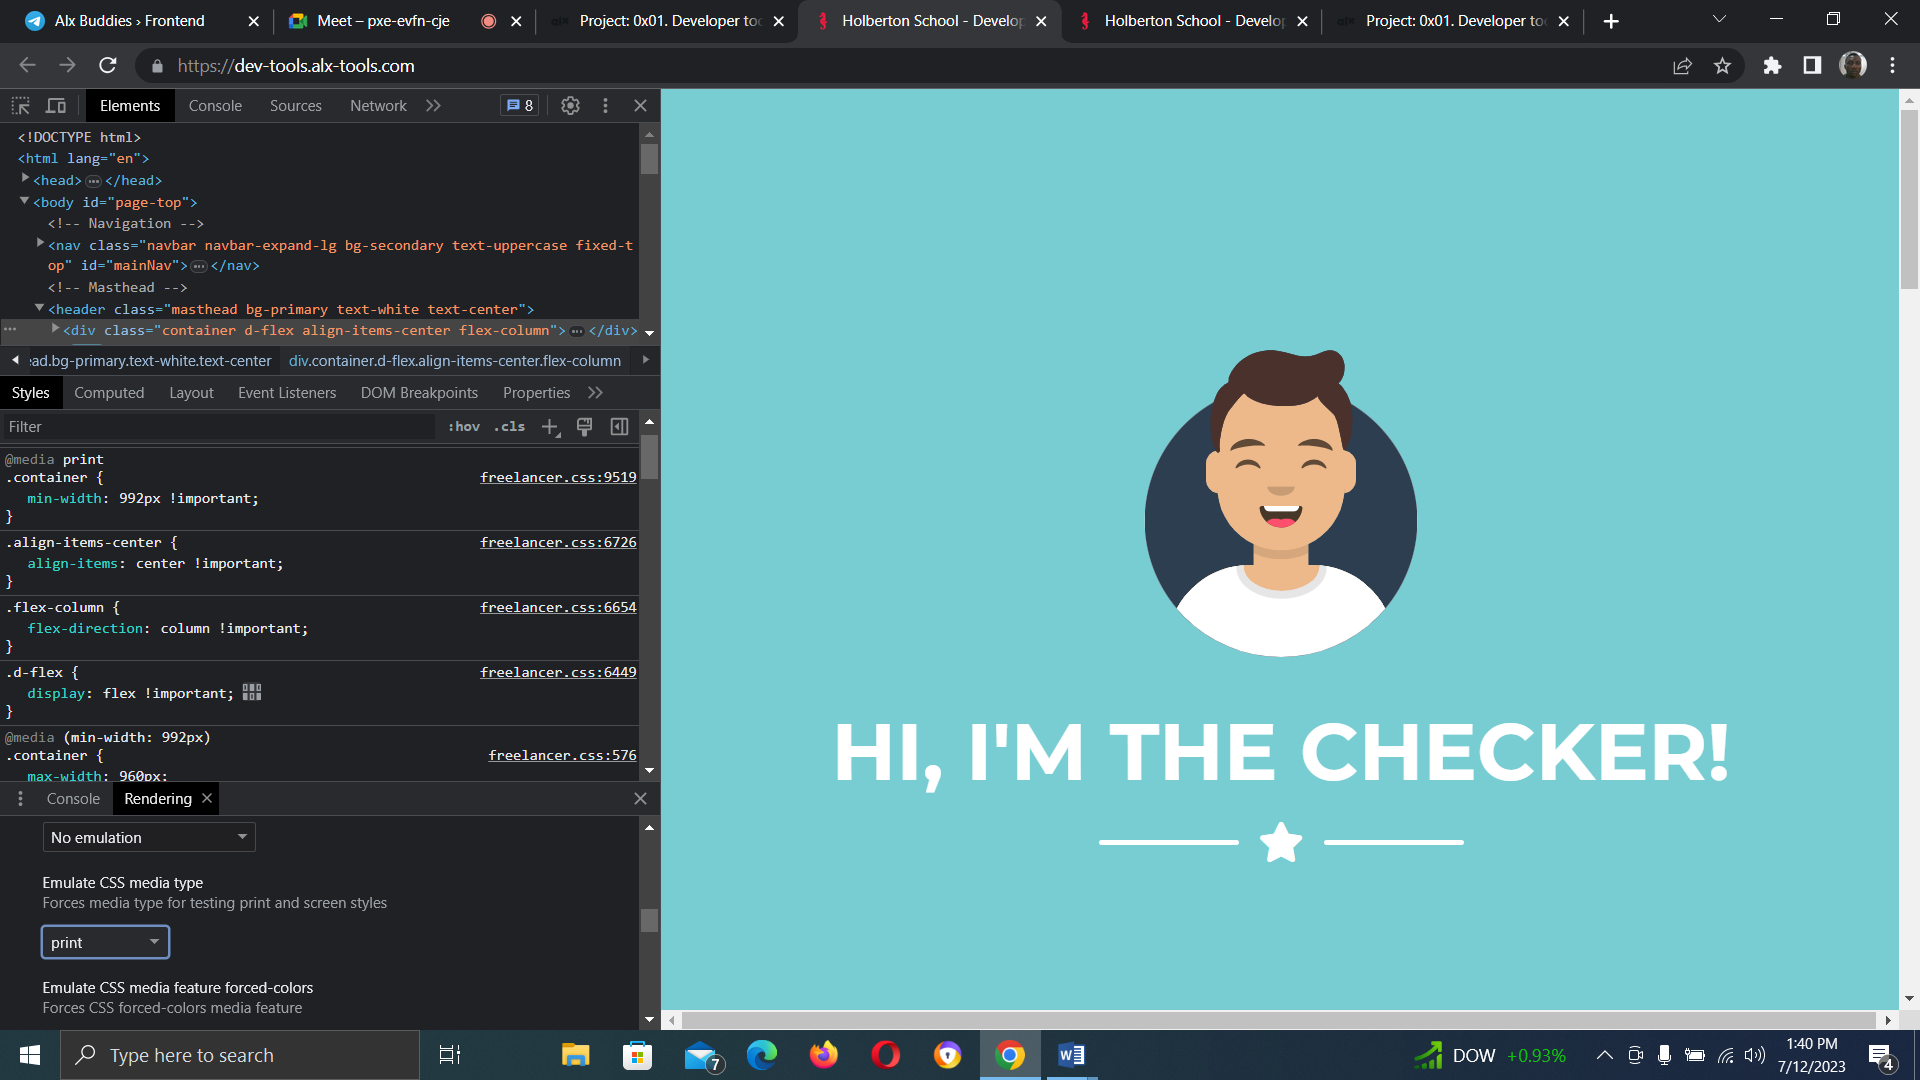 Alx Buddies › Frontend
Meet – pxe-evfn-cje
alx Project: 0x01. Developer too
Holberton School - Develop
Holberton School - Develop
alx Project: 0x01. Developer too
https://dev-tools.alx-tools.com
Elements Console Sources Network 8
<!DOCTYPE html>
<html lang="en">
<head> … </head>
<body id="page-top">
<!-- Navigation -->
<nav class="navbar navbar-expand-lg bg-secondary text-uppercase fixed-t
op" id="mainNav"> … </nav>
<!-- Masthead -->
<header class="masthead bg-primary text-white text-center">
… <div class="container d-flex align-items-center flex-column"> … </div>
ead.bg-primary.text-white.text-center div.container.d-flex.align-items-center.flex-column
Styles Computed Layout Event Listeners DOM Breakpoints Properties
Filter :hov .cls
@media print
.container { freelancer.css:9519
min-width: 992px !important;
}
.align-items-center { freelancer.css:6726
align-items: center !important;
}
.flex-column { freelancer.css:6654
flex-direction: column !important;
}
.d-flex { freelancer.css:6449
display: flex !important;
}
@media (min-width: 992px)
.container { freelancer.css:576
max-width: 960px;
Console Rendering
No emulation
Emulate CSS media type
Forces media type for testing print and screen styles
print
Emulate CSS media feature forced-colors
Forces CSS forced-colors media feature
HI, I'M THE CHECKER!
Type here to search
7
DOW +0.93%
1:40 PM
7/12/2023
4